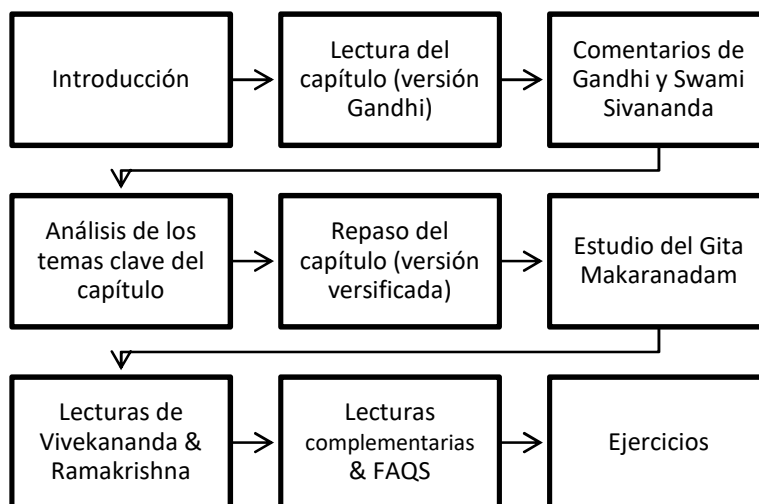 Introducción
Lectura del
capítulo (versión
Gandhi)
Comentarios de
Gandhi y Swami
Sivananda
Análisis de los
temas clave del
capítulo
Repaso del
capítulo (versión
versificada)
Estudio del Gita
Makaranadam
Lecturas de
Vivekananda &
Ramakrishna
Lecturas
complementarias
& FAQS
Ejercicios